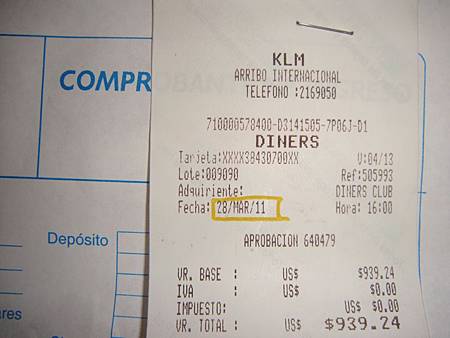 COMPR
KLM
ARRIBO INTERNACIONAL
TELEFONO :2169050
710000578400-D3141505-7P06J-D1
DINERS
Tarjeta:XXXX38430700XX V:04/13
Lote:009090 Ref:505993
Adquiriente: DINERS CLUB
Fecha: 28/MAR/11 Hora: 16:00
Depósito
APROBACION 640479
VR. BASE : US$ $939.24
IVA : US$ $0.00
IMPUESTO: US$ $0.00
VR. TOTAL : US$ $939.24
ares